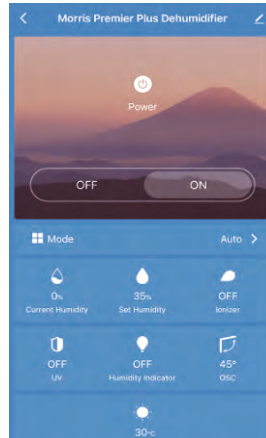 Morris Premier Plus Dehumidifier
Power
OFF ON
Mode Auto
0% 35% OFF
Current Humidity Set Humidity Ionizer
OFF OFF 45°
UV Humidity Indicator OSC
30°C